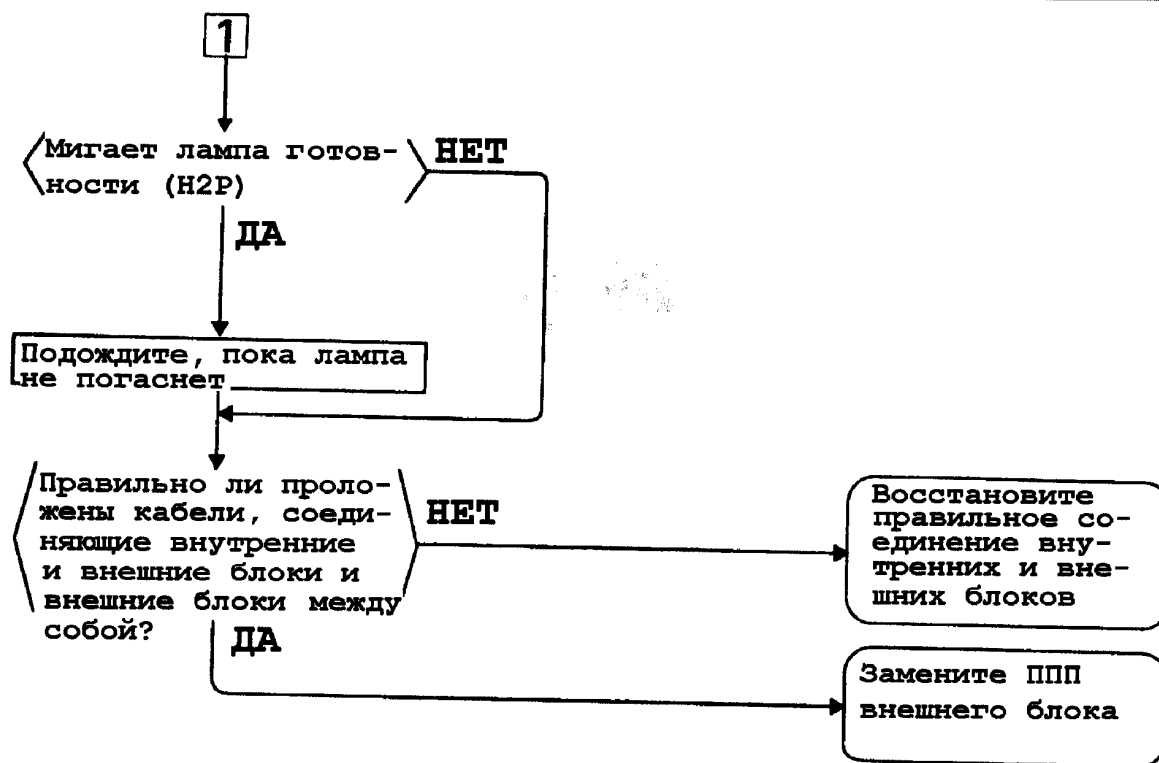 1
Мигает лампа готов-
ности (H2P)
НЕТ
ДА
Подождите, пока лампа
не погаснет
Правильно ли проло-
жены кабели, соеди-
няющие внутренние
и внешние блоки и
внешние блоки между
собой?
НЕТ
Восстановите
правильное со-
единение вну-
тренних и вне-
шних блоков
ДА
Замените ППП
внешнего блока